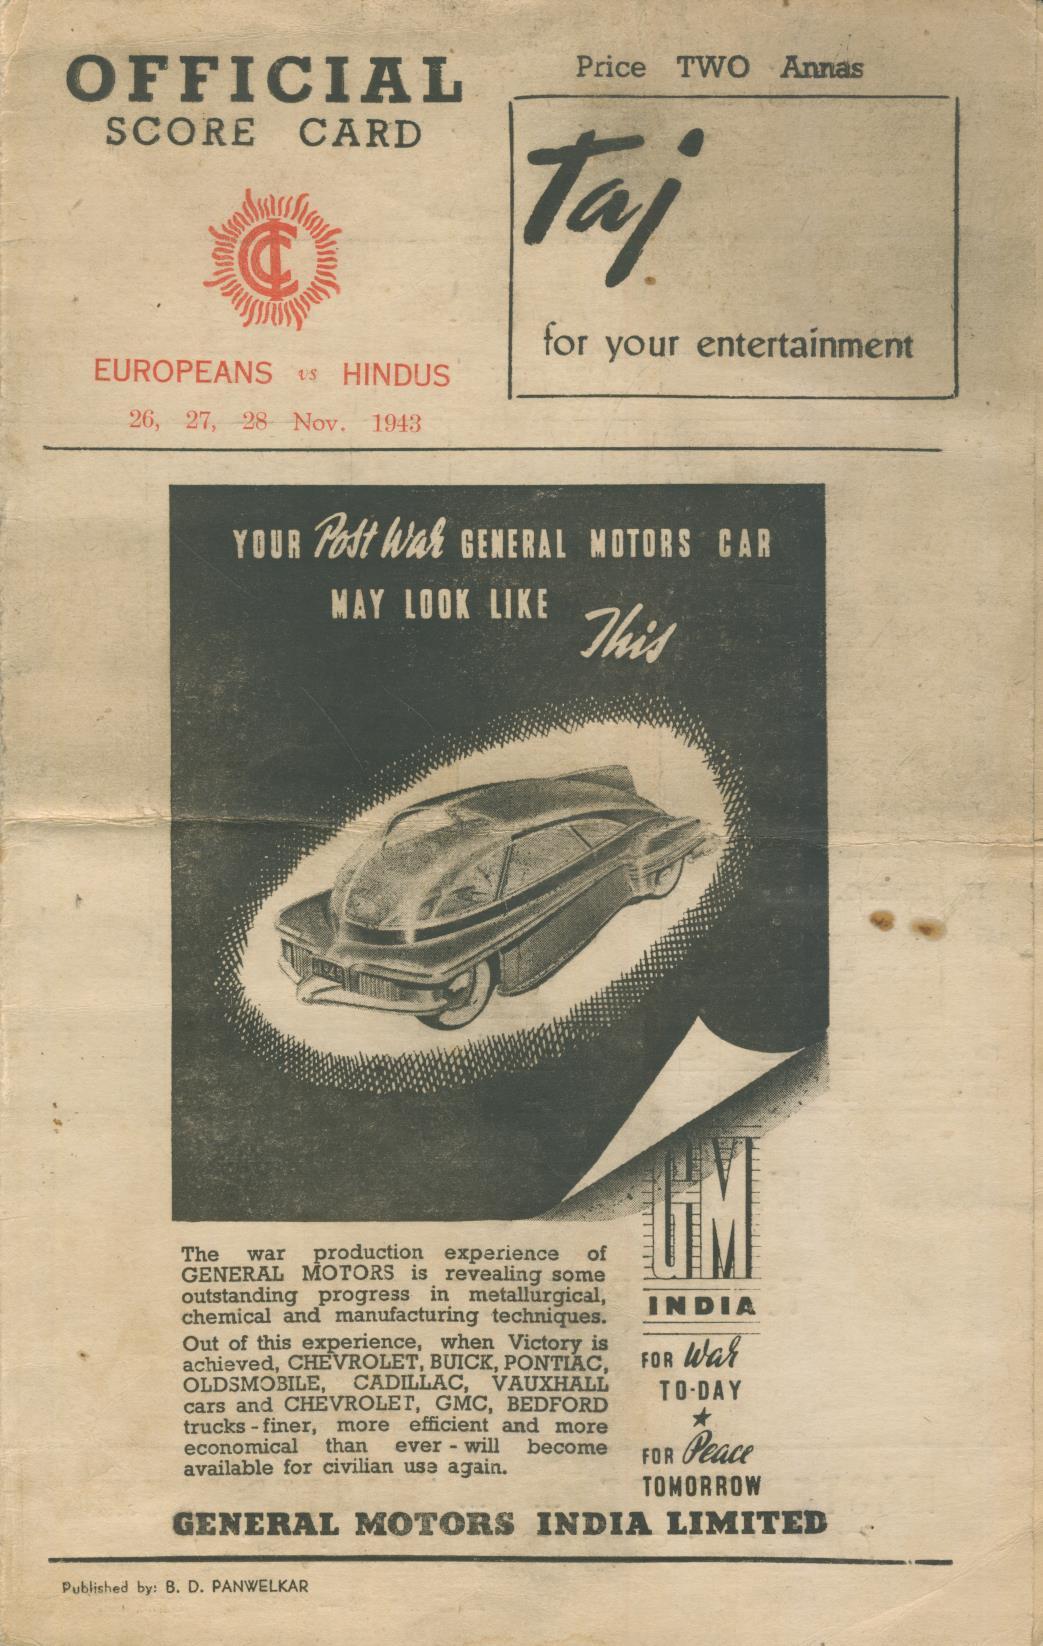 OFFICIAL
SCORE CARD
CCI
EUROPEANS vs HINDUS
26, 27, 28 Nov. 1943
Price TWO Annas
Taj
for your entertainment
YOUR Post War GENERAL MOTORS CAR
MAY LOOK LIKE
This
The war production experience of
GENERAL MOTORS is revealing some
outstanding progress in metallurgical,
chemical and manufacturing techniques.
Out of this experience, when Victory is
achieved, CHEVROLET, BUICK, PONTIAC,
OLDSMOBILE, CADILLAC, VAUXHALL
cars and CHEVROLET, GMC, BEDFORD
trucks - finer, more efficient and more
economical than ever - will become
available for civilian use again.
GM
INDIA
FOR War
TO-DAY
FOR Peace
TOMORROW
GENERAL MOTORS INDIA LIMITED
Published by: B. D. PANWELKAR